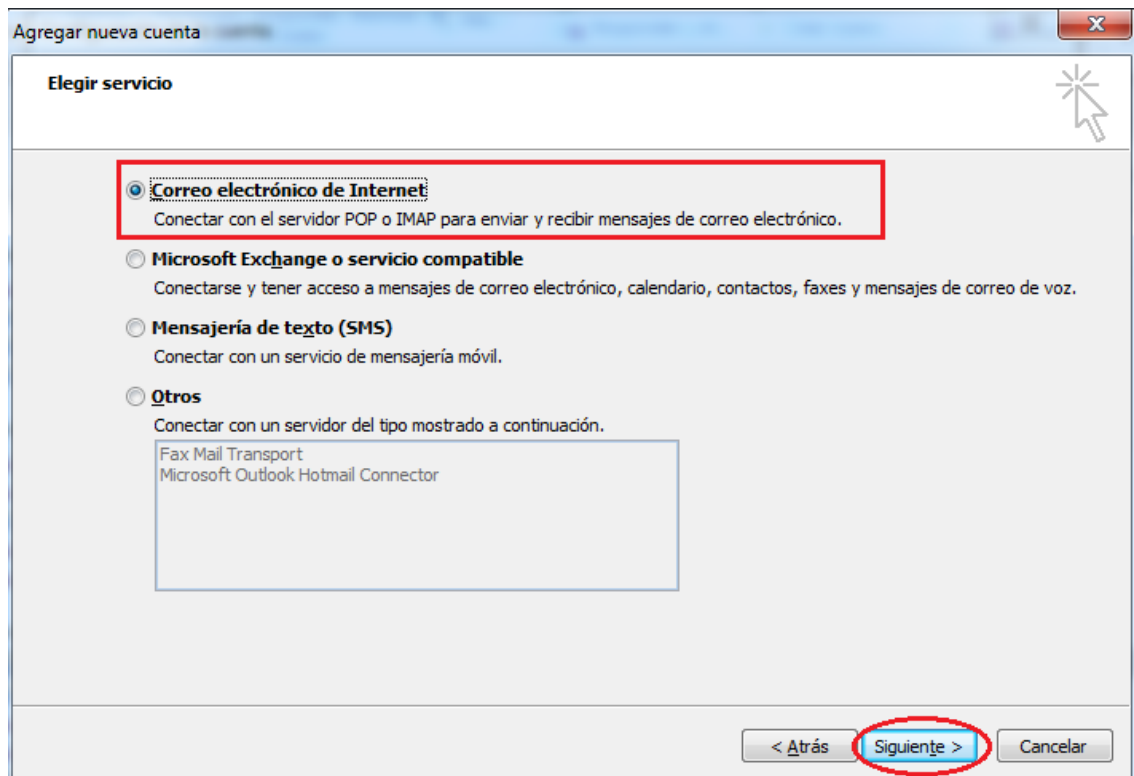 Agregar nueva cuenta
Elegir servicio
Correo electrónico de Internet
Conectar con el servidor POP o IMAP para enviar y recibir mensajes de correo electrónico.
Microsoft Exchange o servicio compatible
Conectarse y tener acceso a mensajes de correo electrónico, calendario, contactos, faxes y mensajes de correo de voz.
Mensajería de texto (SMS)
Conectar con un servicio de mensajería móvil.
Otros
Conectar con un servidor del tipo mostrado a continuación.
Fax Mail Transport
Microsoft Outlook Hotmail Connector
< Atrás Siguiente > Cancelar